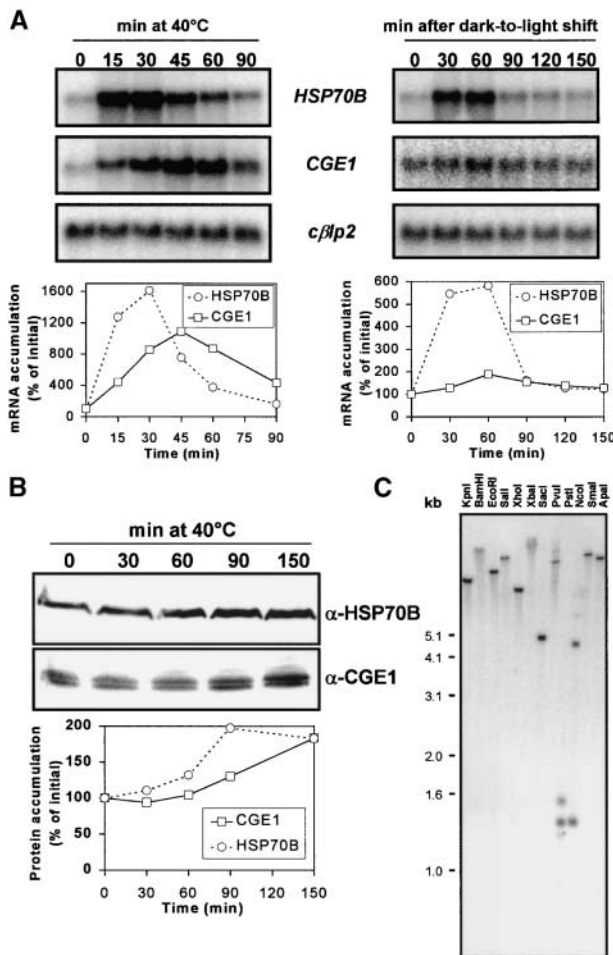 A
min at 40°C
0 15 30 45 60 90
min after dark-to-light shift
0 30 60 90 120 150
HSP70B
CGE1
cβlp2
mRNA accumulation
(% of initial)
1600
1200
800
400
HSP70B
CGE1
0 15 30 45 60 75 90
Time (min)
mRNA accumulation
(% of initial)
600
500
400
300
200
100
0
HSP70B
CGE1
0 30 60 90 120 150
Time (min)
B
min at 40°C
0 30 60 90 150
α-HSP70B
α-CGE1
Protein accumulation
(% of initial)
200
150
100
50
0
CGE1
HSP70B
0 30 60 90 120 150
Time (min)
C
kb
KpnI
BamHI
EcoRI
SalI
XhoI
XbaI
SacI
PvuI
PstI
NcoI
SmaI
ApaI
5.1
4.1
3.1
2.0
1.6
1.0